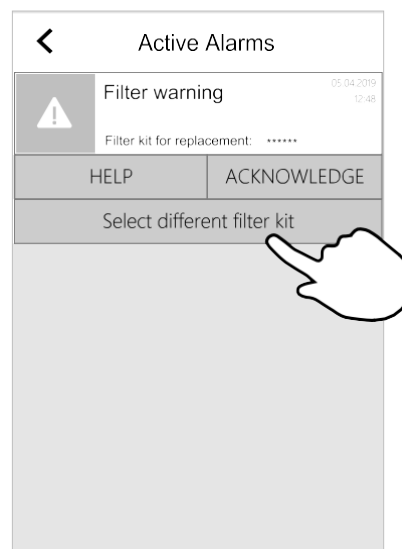 Active Alarms
Filter warning
05.04.2019
12:48
Filter kit for replacement: ******
HELP
ACKNOWLEDGE
Select different filter kit